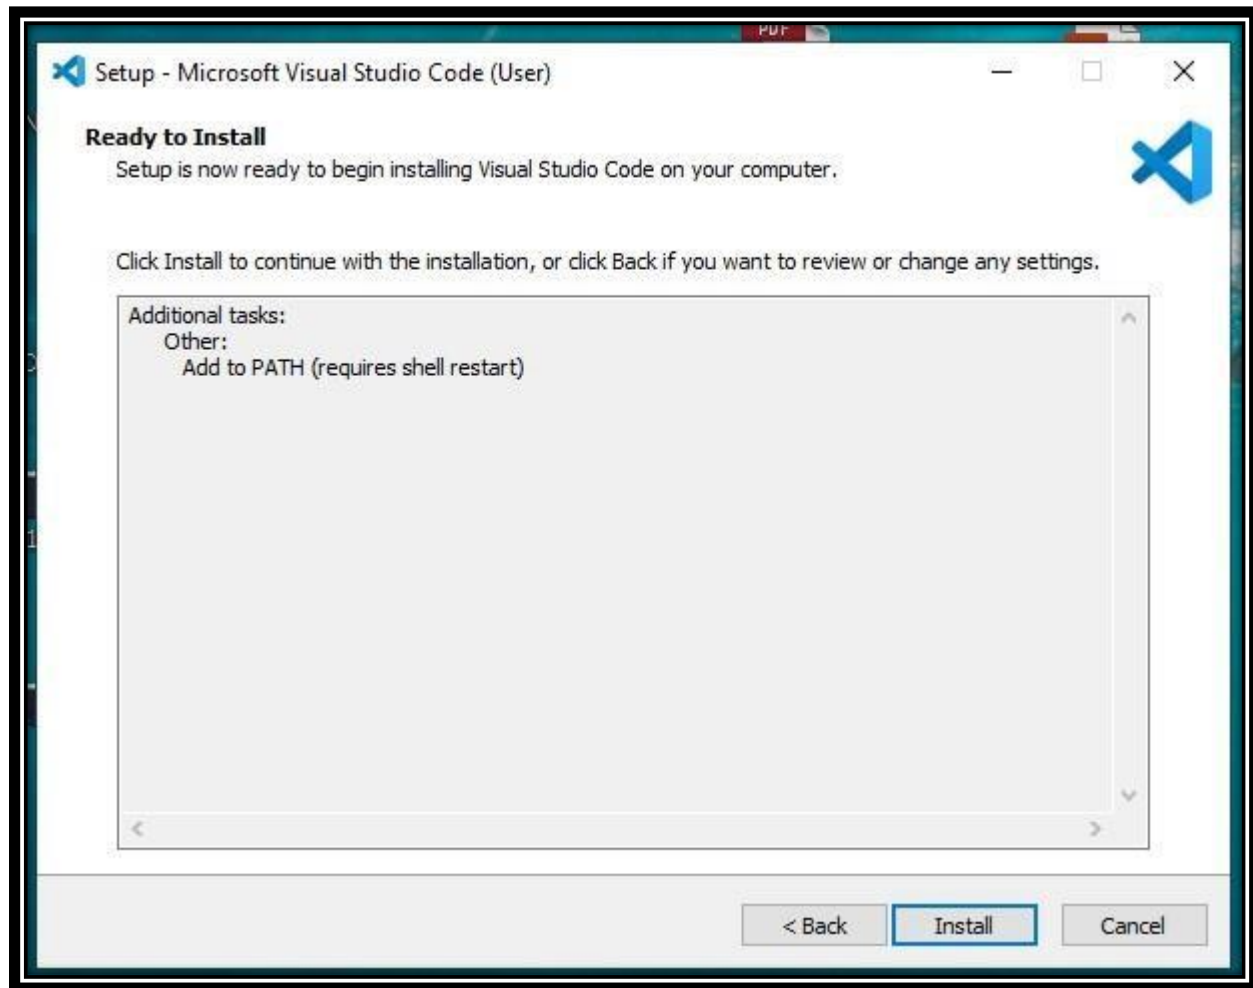 PDF
Setup - Microsoft Visual Studio Code (User)
Ready to Install
Setup is now ready to begin installing Visual Studio Code on your computer.
Click Install to continue with the installation, or click Back if you want to review or change any settings.
Additional tasks:
Other:
Add to PATH (requires shell restart)
1
< Back
Install
Cancel